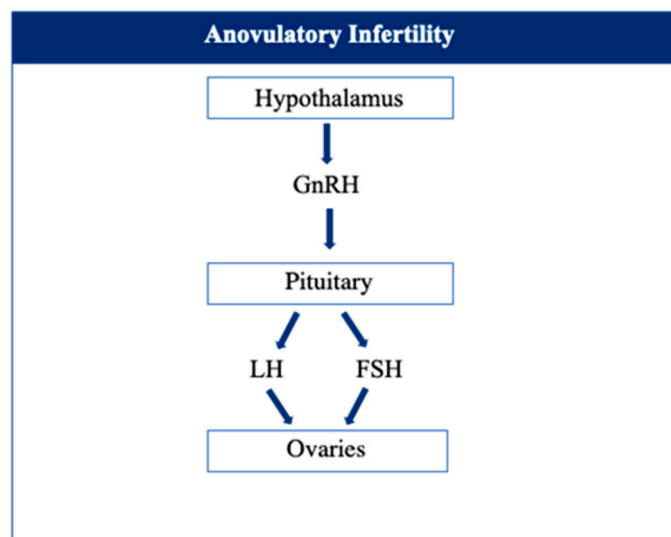 Anovulatory Infertility
Hypothalamus
GnRH
Pituitary
LH FSH
Ovaries